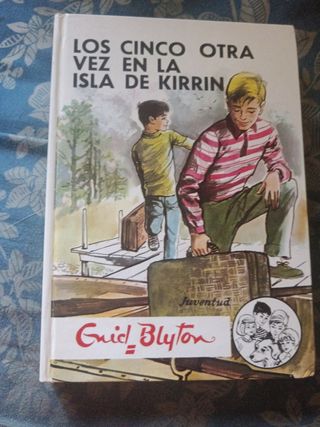 LOS CINCO OTRA
VEZ EN LA
ISLA DE KIRRIN
Juventud
Enid Blyton